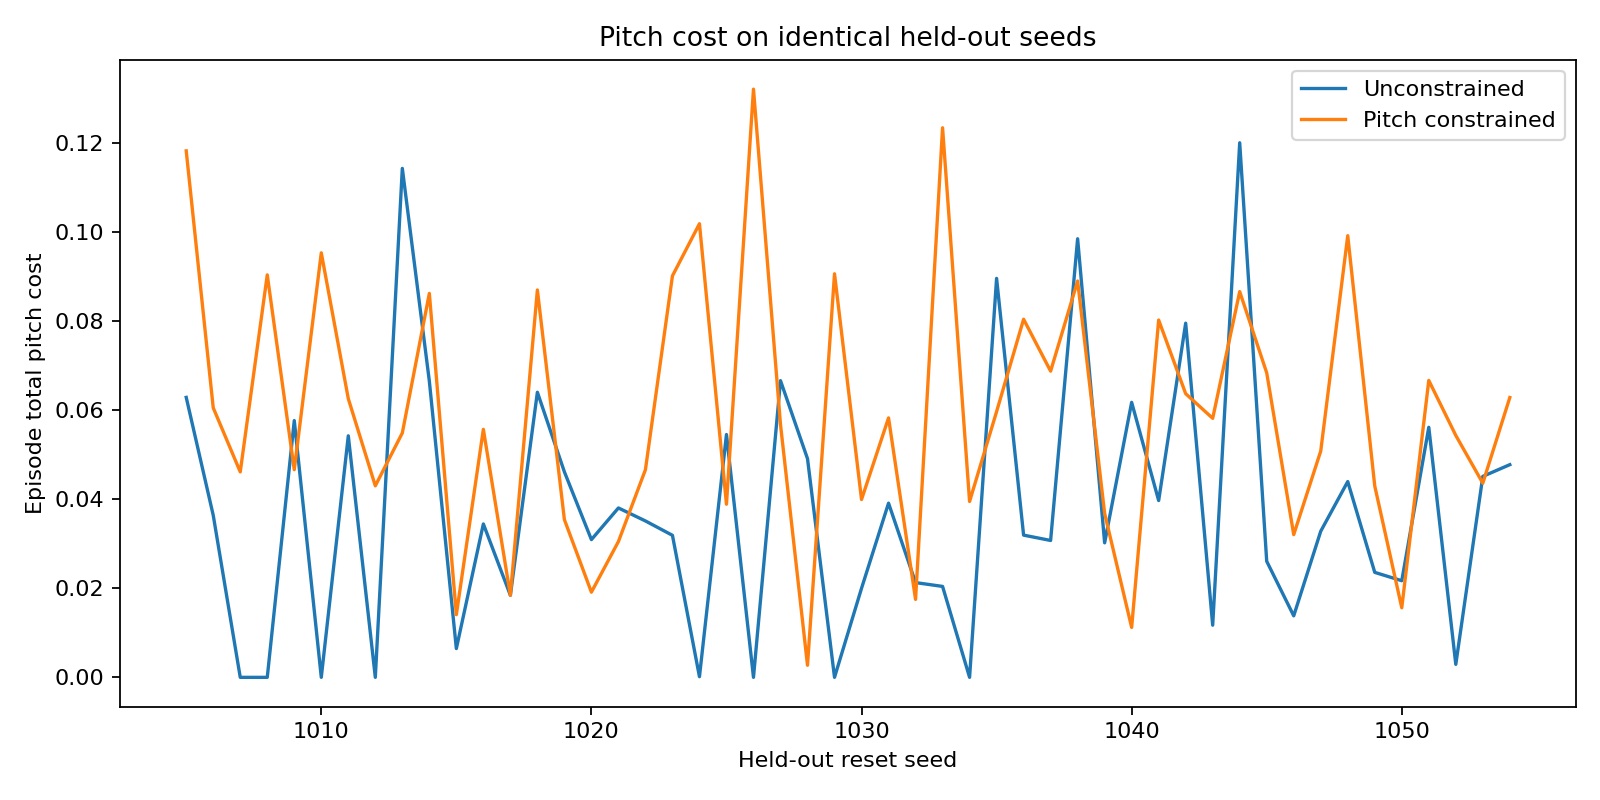 Pitch cost on identical held-out seeds
Unconstrained
Pitch constrained
Episode total pitch cost
0.12
0.10
0.08
0.06
0.04
0.02
0.00
1010
1020
1030
1040
1050
Held-out reset seed